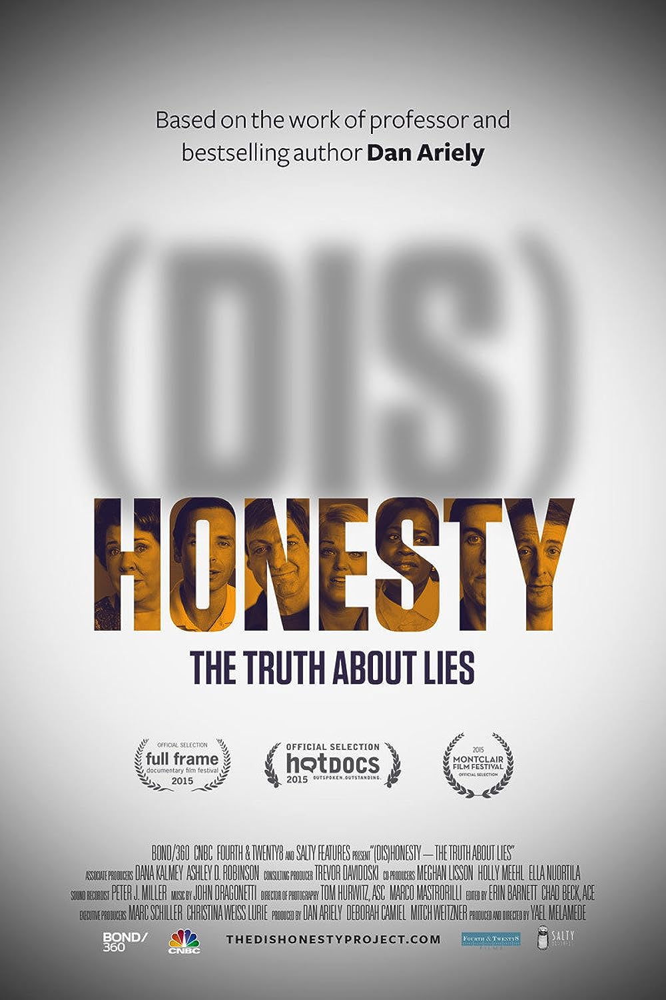 Based on the work of professor and
bestselling author Dan Ariely
(DIS)
HONESTY
THE TRUTH ABOUT LIES
OFFICIAL SELECTION
full frame
documentary film festival
2015
OFFICIAL SELECTION
hotDOCS
2015 OUTSPOKEN. OUTSTANDING.
2015
MONTCLAIR
FILM FESTIVAL
OFFICIAL SELECTION
BOND/360 CNBC FOURTH & TWENTY8 AND SALTY FEATURES PRESENT "(DIS)HONESTY — THE TRUTH ABOUT LIES"
ASSOCIATE PRODUCERS DANA KALMEY ASHLEY D. ROBINSON CONSULTING PRODUCER TREVOR DAVIDOSKI CO-PRODUCERS MEGHAN LISSON HOLLY MEEHL ELLA NUORTILA
SOUND RECORDIST PETER J. MILLER MUSIC BY JOHN DRAGONETTI DIRECTOR OF PHOTOGRAPHY TOM HURWITZ, ASC MARCO MASTRORILLI EDITED BY ERIN BARNETT CHAD BECK, ACE
EXECUTIVE PRODUCERS MARC SCHILLER CHRISTINA WEISS LURIE PRODUCED BY DAN ARIELY DEBORAH CAMIEL MITCH WEITZNER PRODUCED AND DIRECTED BY YAEL MELAMEDE
BOND/
360
CNBC
THEDISHONESTYPROJECT.COM
FOURTH & TWENTY8
FILMS
SALTY